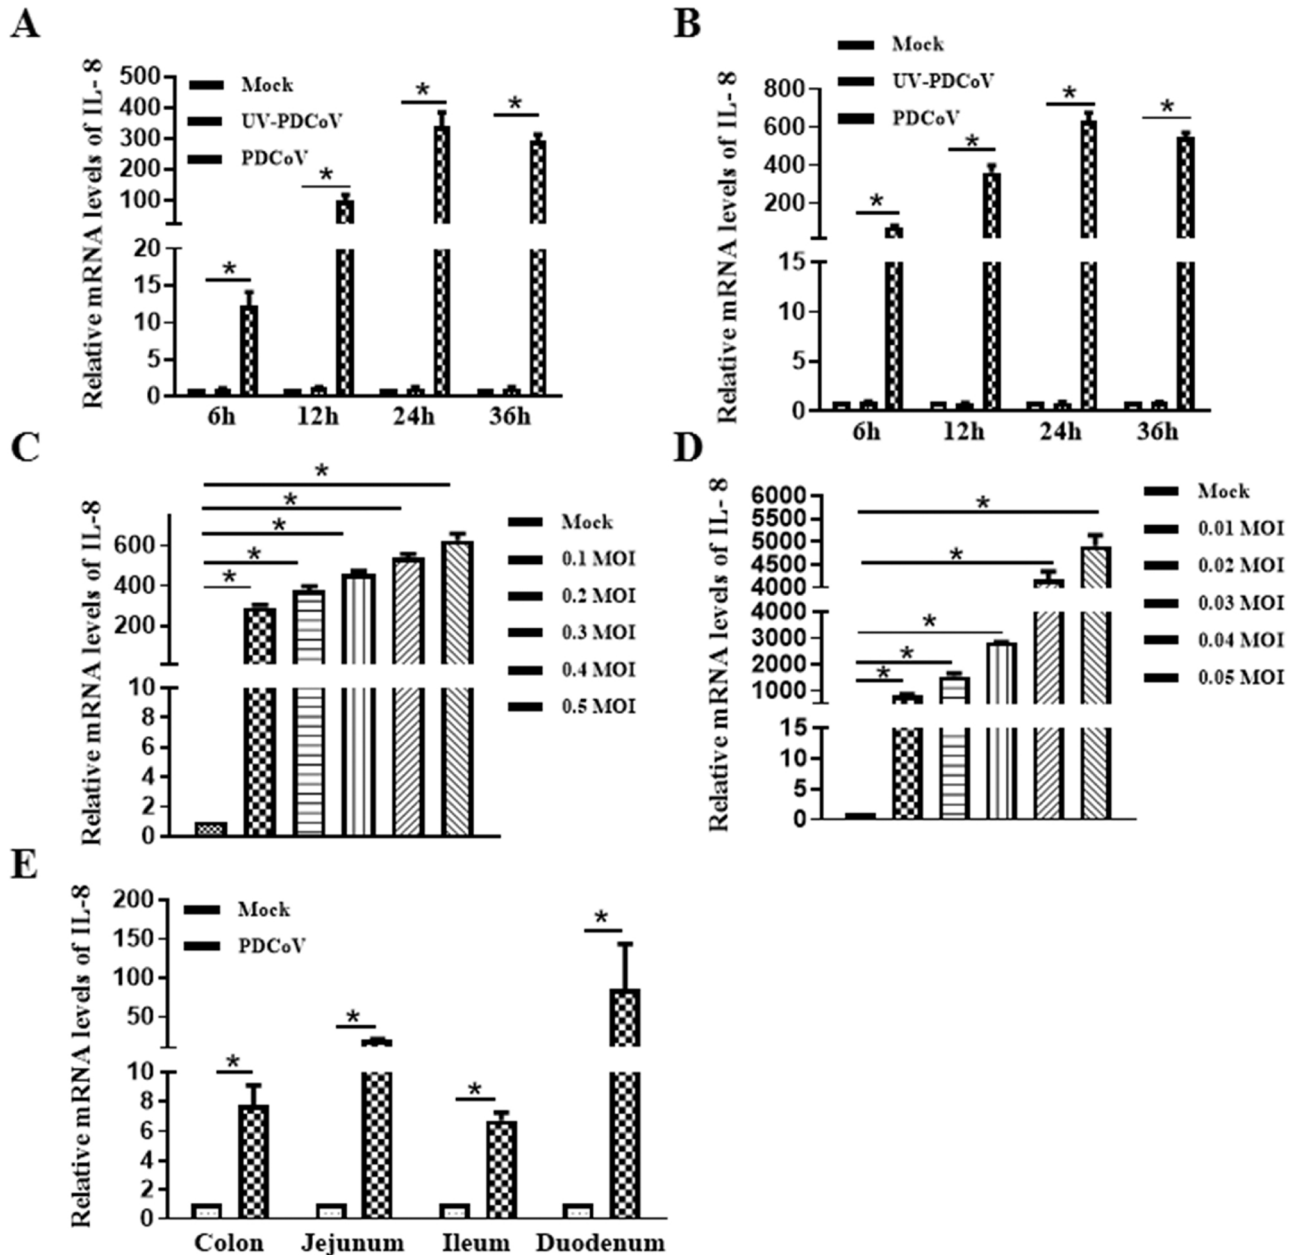 A
Relative mRNA levels of IL- 8
500
400
300
200
100
20
15
10
5
0
Mock
UV-PDCoV
PDCoV
*
*
*
*
6h 12h 24h 36h
B
Relative mRNA levels of IL- 8
800
600
400
200
15
10
5
0
Mock
UV-PDCoV
PDCoV
*
*
*
*
6h 12h 24h 36h
C
Relative mRNA levels of IL-8
600
400
200
10
8
6
4
2
0
*
*
*
*
*
Mock
0.1 MOI
0.2 MOI
0.3 MOI
0.4 MOI
0.5 MOI
D
Relative mRNA levels of IL- 8
6000
5500
5000
4500
4000
4000
3000
2000
1000
15
10
5
0
*
*
*
*
*
Mock
0.01 MOI
0.02 MOI
0.03 MOI
0.04 MOI
0.05 MOI
E
Relative mRNA levels of IL-8
200
150
100
50
10
8
6
4
2
0
Mock
PDCoV
*
*
*
*
Colon Jejunum Ileum Duodenum